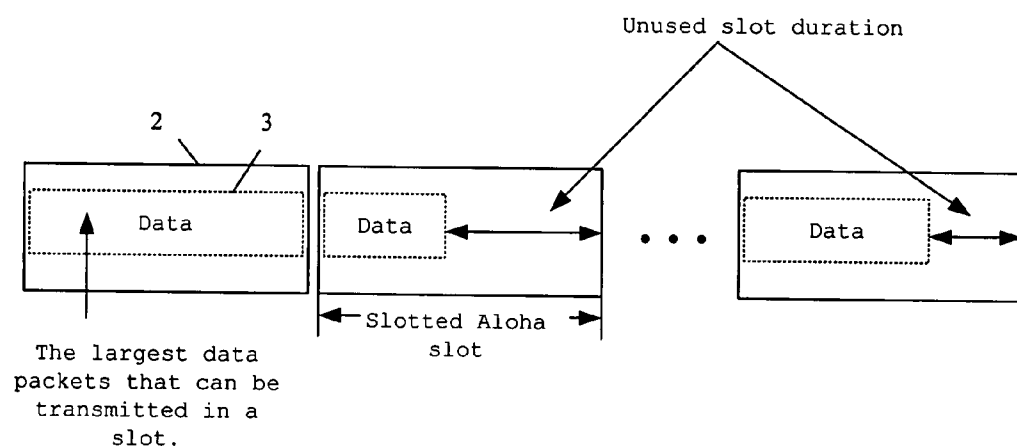 Unused slot duration
2
3
Data
Data
Data
Slotted Aloha
slot
The largest data
packets that can be
transmitted in a
slot.